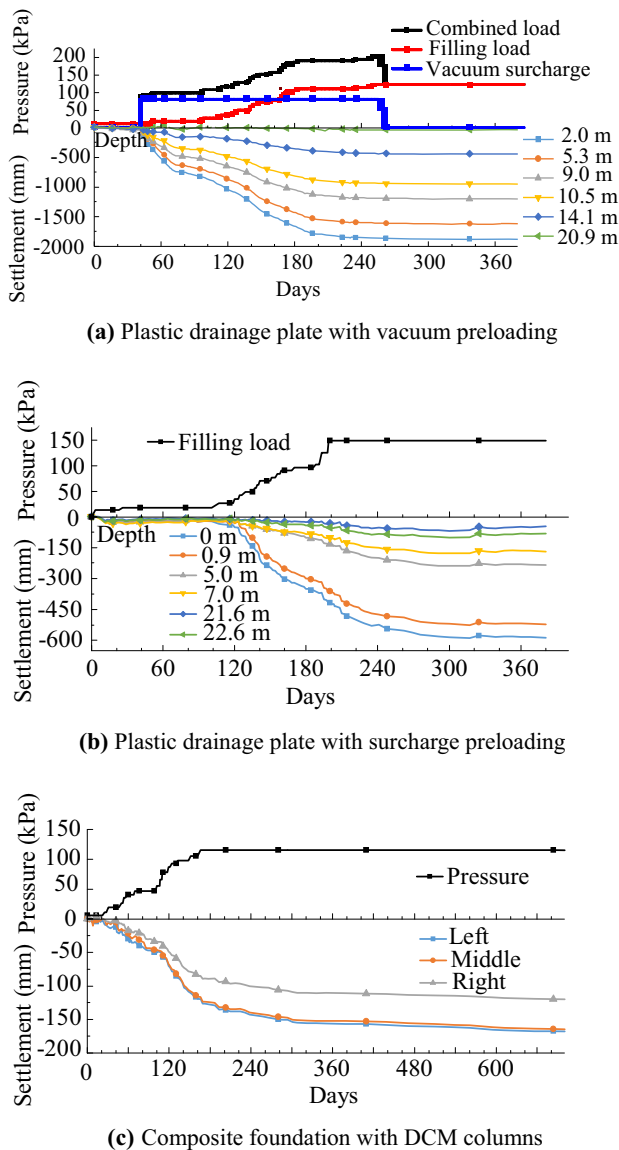 Pressure (kPa)
200
150
100
50
0
Combined load
Filling load
Vacuum surcharge
Depth
Settlement (mm)
-500
-1000
-1500
-2000
2.0 m
5.3 m
9.0 m
10.5 m
14.1 m
20.9 m
0 60 120 180 240 300 360
Days
(a) Plastic drainage plate with vacuum preloading
Pressure (kPa)
150
100
50
0
Filling load
Depth
Settlement (mm)
-150
-300
-450
-600
0 m
0.9 m
5.0 m
7.0 m
21.6 m
22.6 m
0 60 120 180 240 300 360
Days
(b) Plastic drainage plate with surcharge preloading
Pressure (kPa)
150
100
50
0
Pressure
Settlement (mm)
-50
-100
-150
-200
Left
Middle
Right
0 120 240 360 480 600
Days
(c) Composite foundation with DCM columns